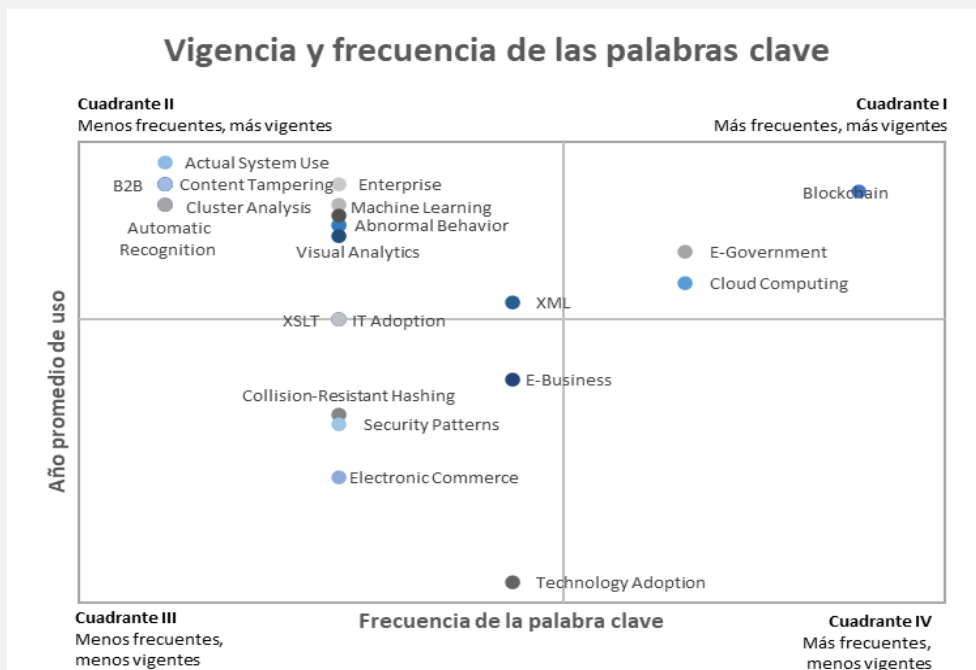 Vigencia y frecuencia de las palabras clave
Cuadrante II
Menos frecuentes, más vigentes
Cuadrante I
Más frecuentes, más vigentes
Actual System Use
B2B
Content Tampering
Enterprise
Cluster Analysis
Machine Learning
Automatic
Recognition
Abnormal Behavior
Visual Analytics
Blockchain
E-Government
Cloud Computing
XML
XSLT
IT Adoption
E-Business
Collision-Resistant Hashing
Security Patterns
Electronic Commerce
Technology Adoption
Año promedio de uso
Frecuencia de la palabra clave
Cuadrante III
Menos frecuentes,
menos vigentes
Cuadrante IV
Más frecuentes,
menos vigentes